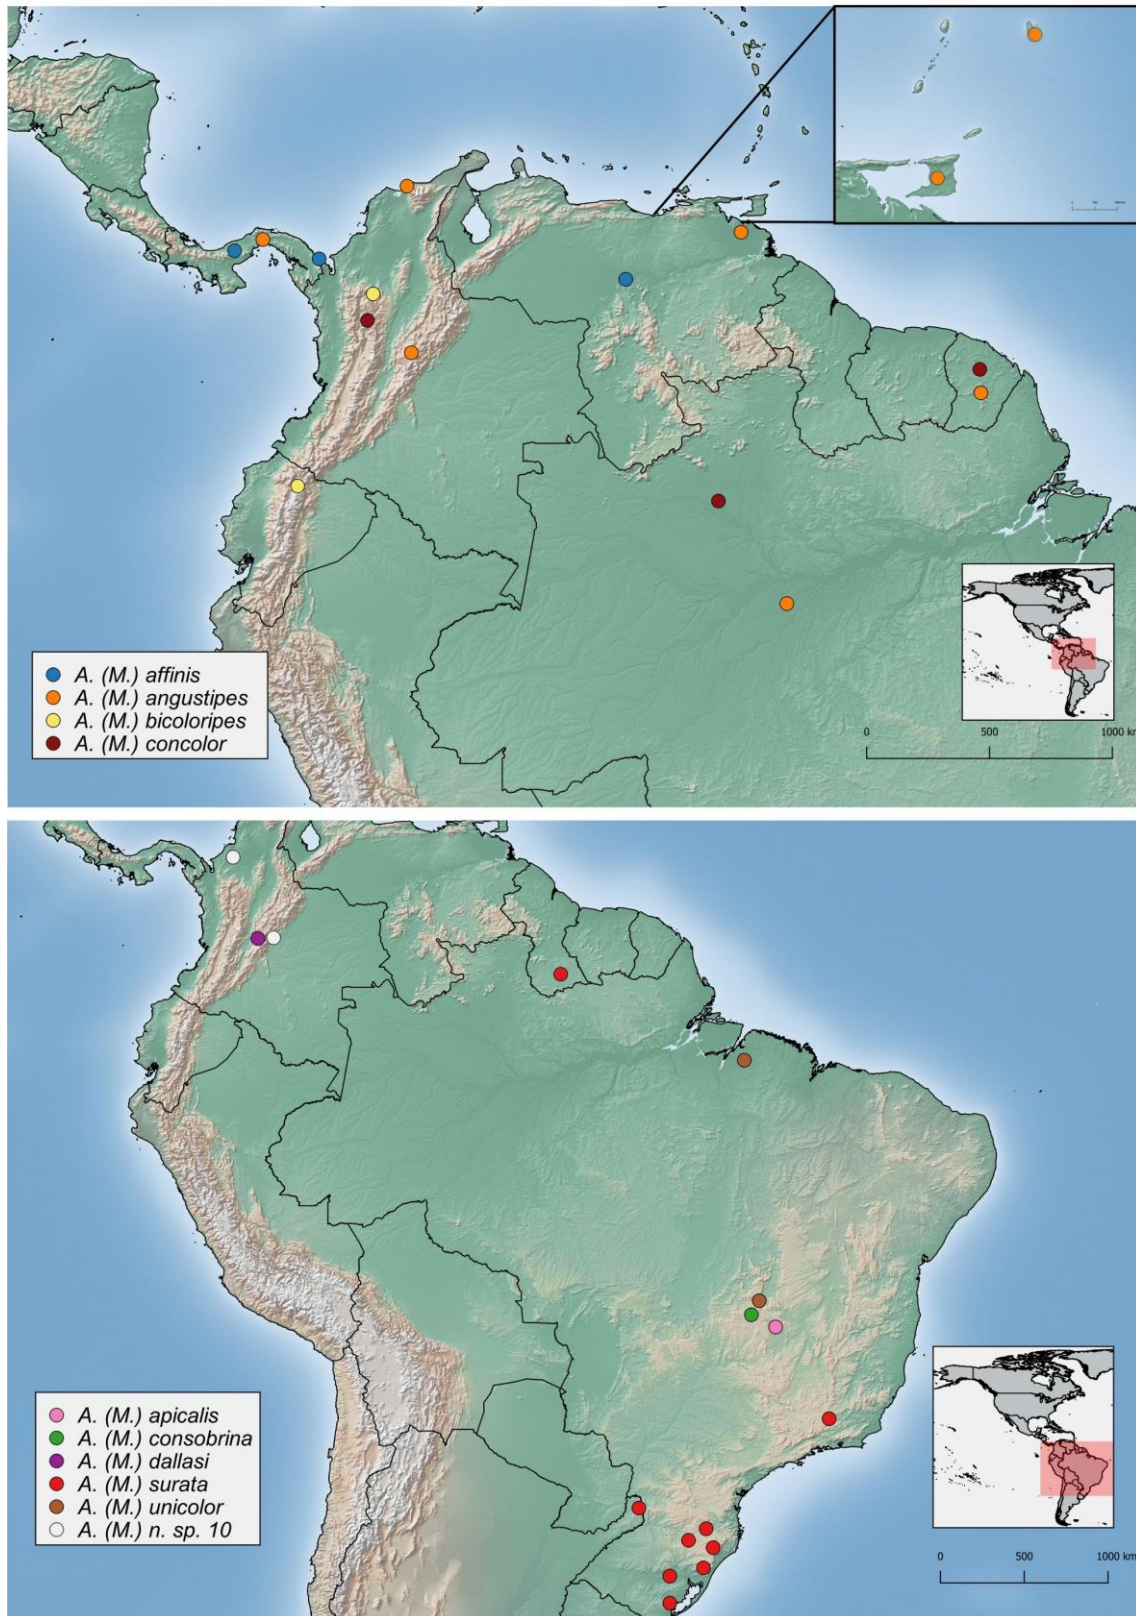 A. (M.) affinis
A. (M.) angustipes
A. (M.) bicoloripes
A. (M.) concolor
0 500 1000 km
A. (M.) apicalis
A. (M.) consobrina
A. (M.) dallasi
A. (M.) surata
A. (M.) unicolor
A. (M.) n. sp. 10
0 500 1000 km